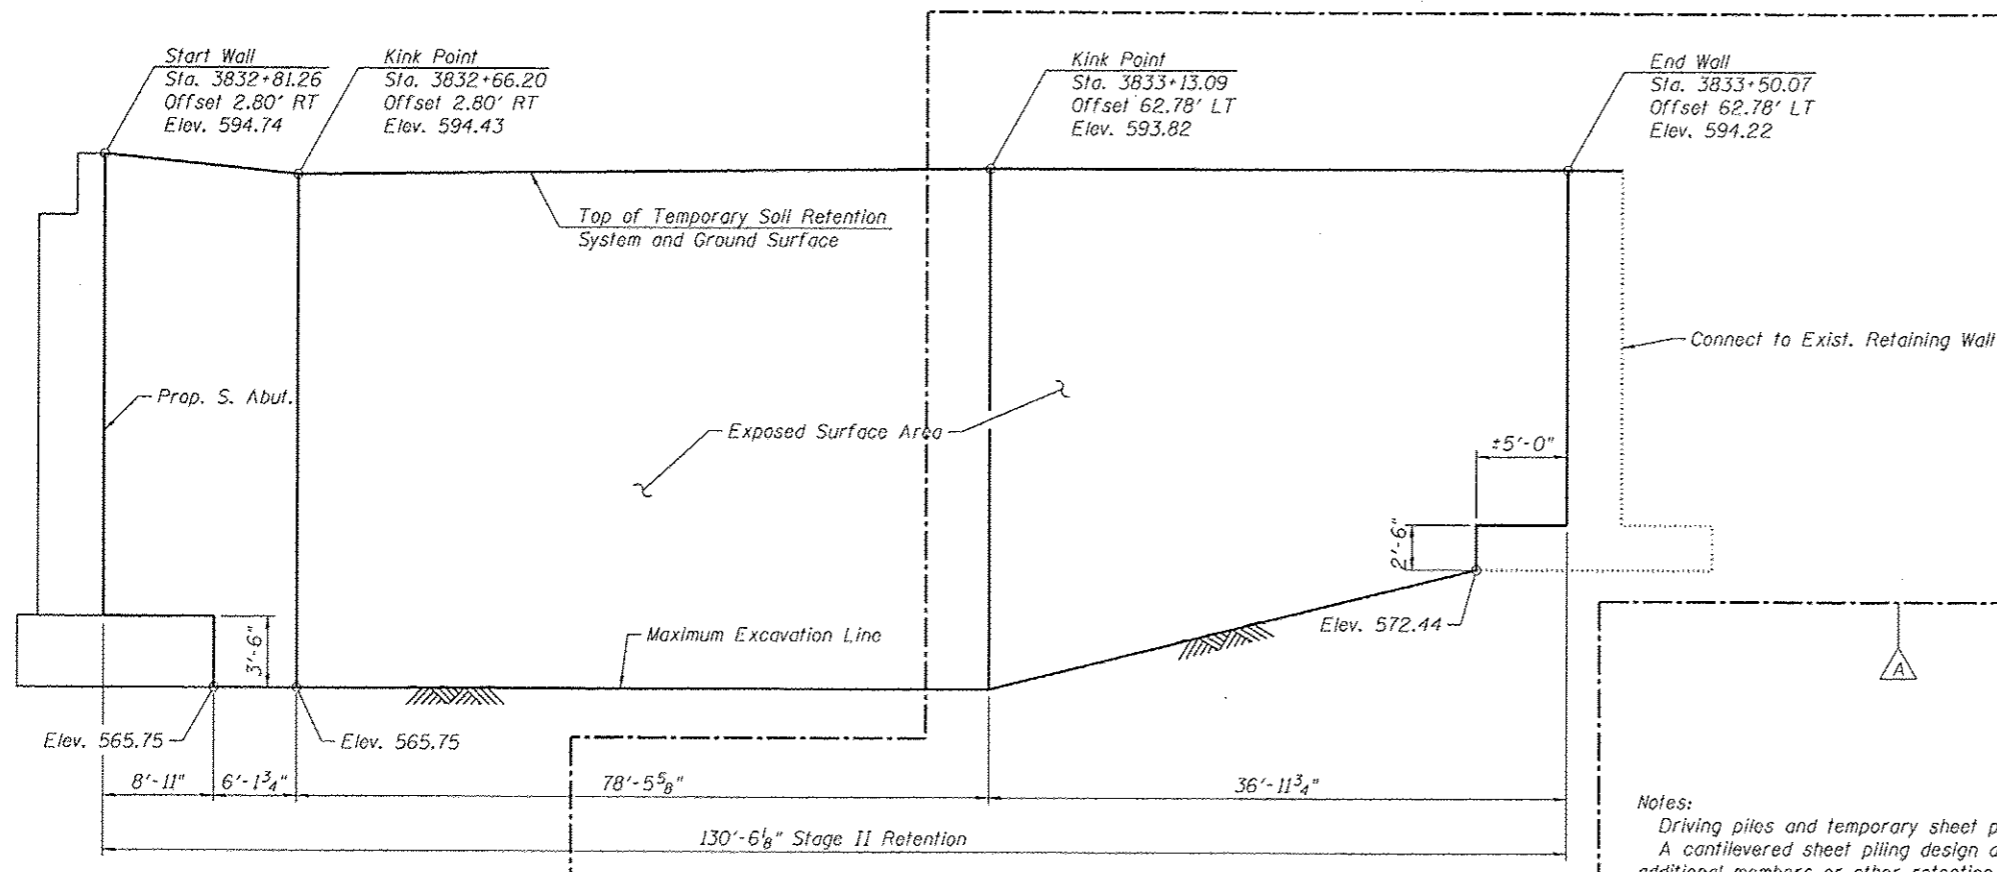 Start Wall
Sta. 3832+81.26
Offset 2.80' RT
Elev. 594.74
Kink Point
Sta. 3832+66.20
Offset 2.80' RT
Elev. 594.43
Kink Point
Sta. 3833+13.09
Offset 62.78' LT
Elev. 593.82
End Wall
Sta. 3833+50.07
Offset 62.78' LT
Elev. 594.22
Top of Temporary Soil Retention
System and Ground Surface
Connect to Exist. Retaining Wall
Prop. S. Abut.
Exposed Surface Area
±5'-0"
2'-6"
Elev. 572.44
3'-6"
Maximum Excavation Line
A
Elev. 565.75
Elev. 565.75
8'-11"
6'-1¾"
78'-5⅝"
36'-11¾"
130'-6⅛" Stage II Retention
Notes:
Driving piles and temporary sheet p
A cantilevered sheet piling design
additional members or other retention